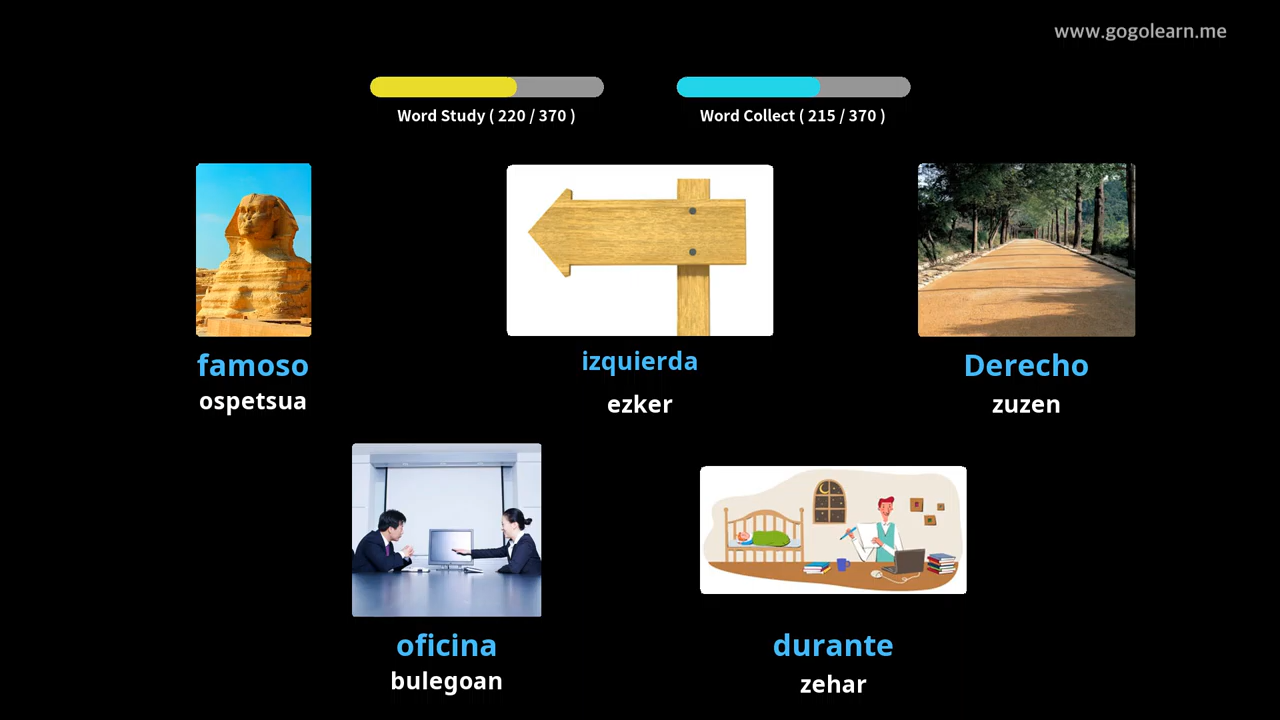 www.gogolearn.me
Word Study ( 220 / 370 )
Word Collect ( 215 / 370 )
famoso
ospetsua
izquierda
ezker
Derecho
zuzen
oficina
bulegoan
durante
zehar